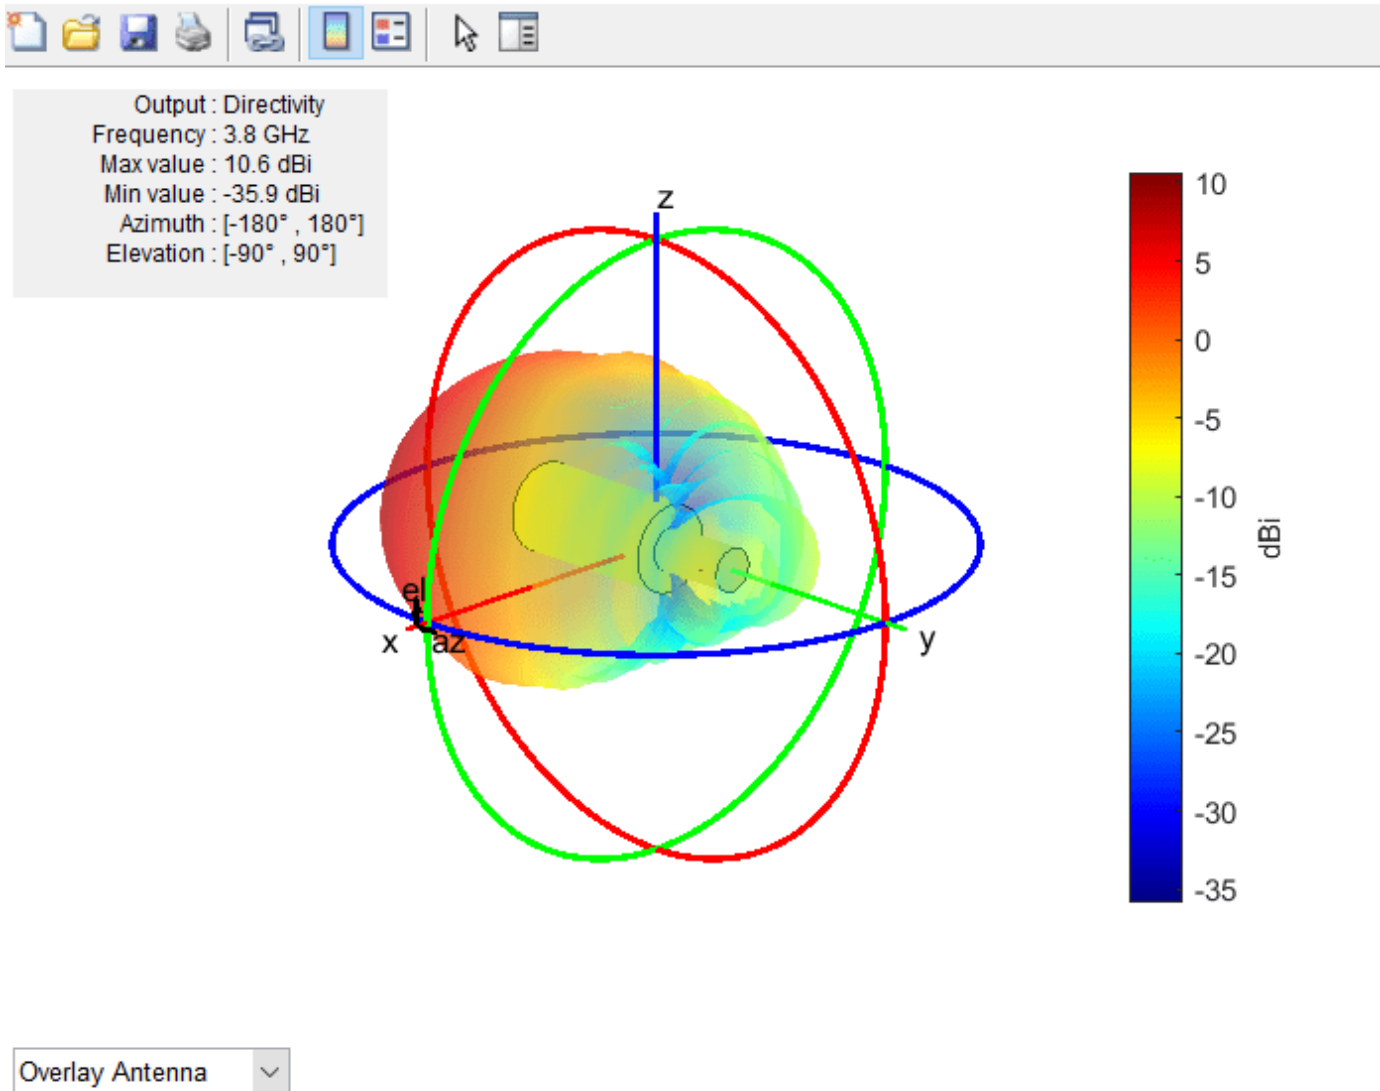 Output : Directivity
Frequency : 3.8 GHz
Max value : 10.6 dBi
Min value : -35.9 dBi
Azimuth : [-180° , 180°]
Elevation : [-90° , 90°]
z
el
x
az
y
10
5
0
-5
-10
-15
-20
-25
-30
-35
dBi
Overlay Antenna